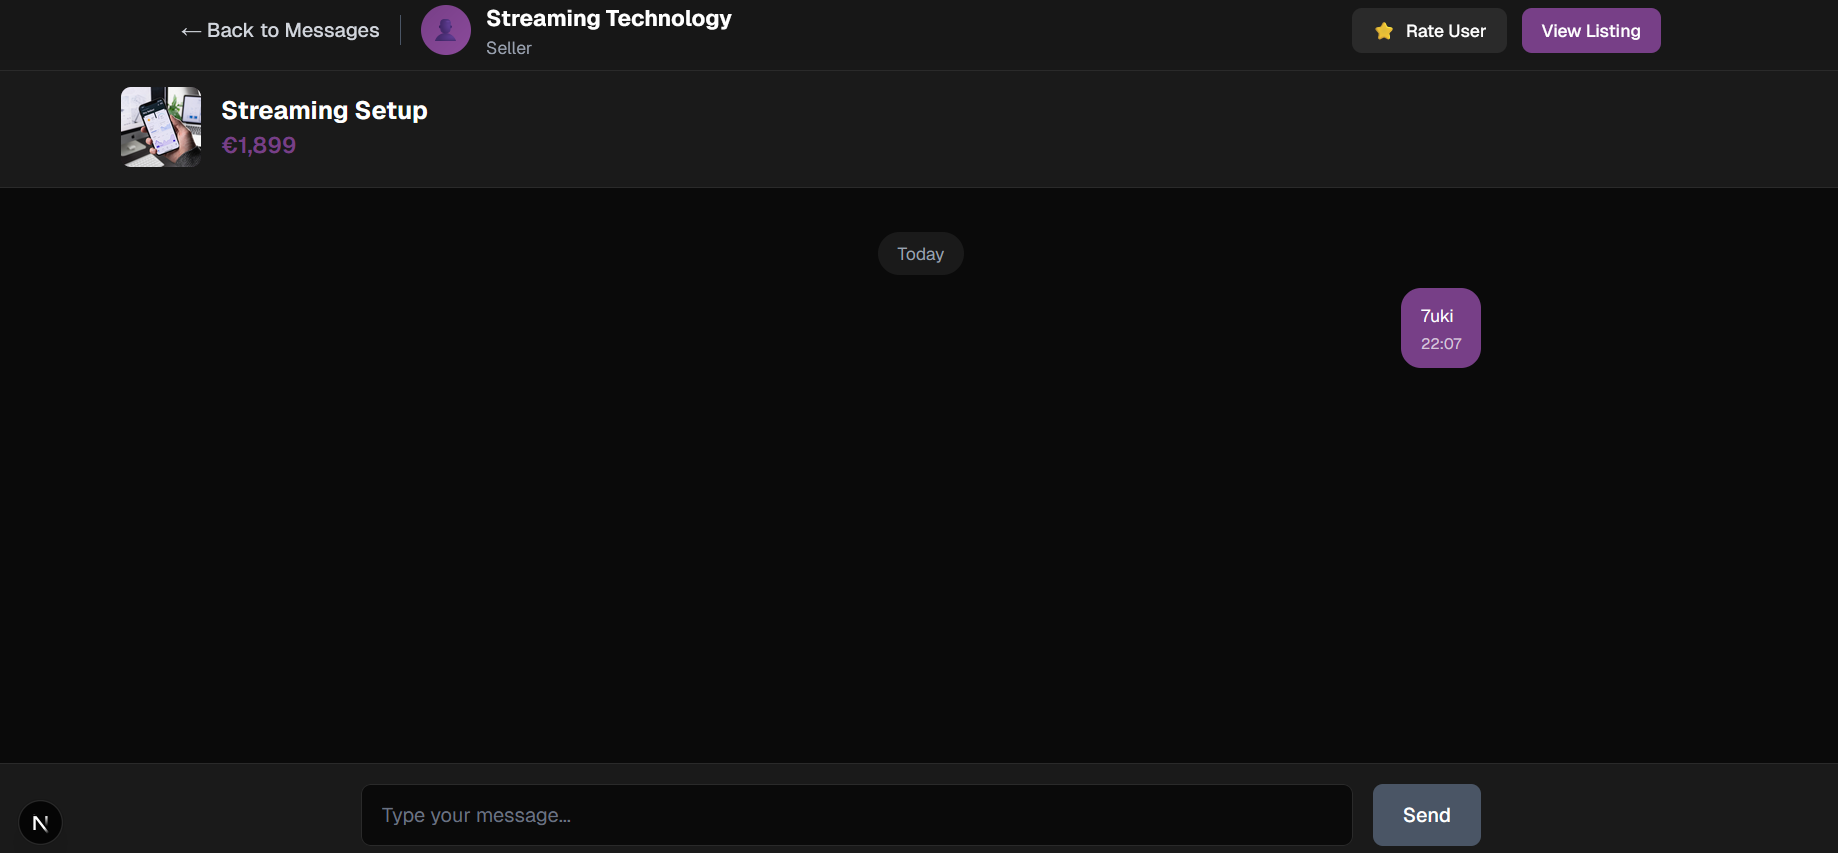 ← Back to Messages
Streaming Technology
Seller
Rate User
View Listing
Streaming Setup
€1,899
Today
7uki
22:07
Type your message...
Send
N